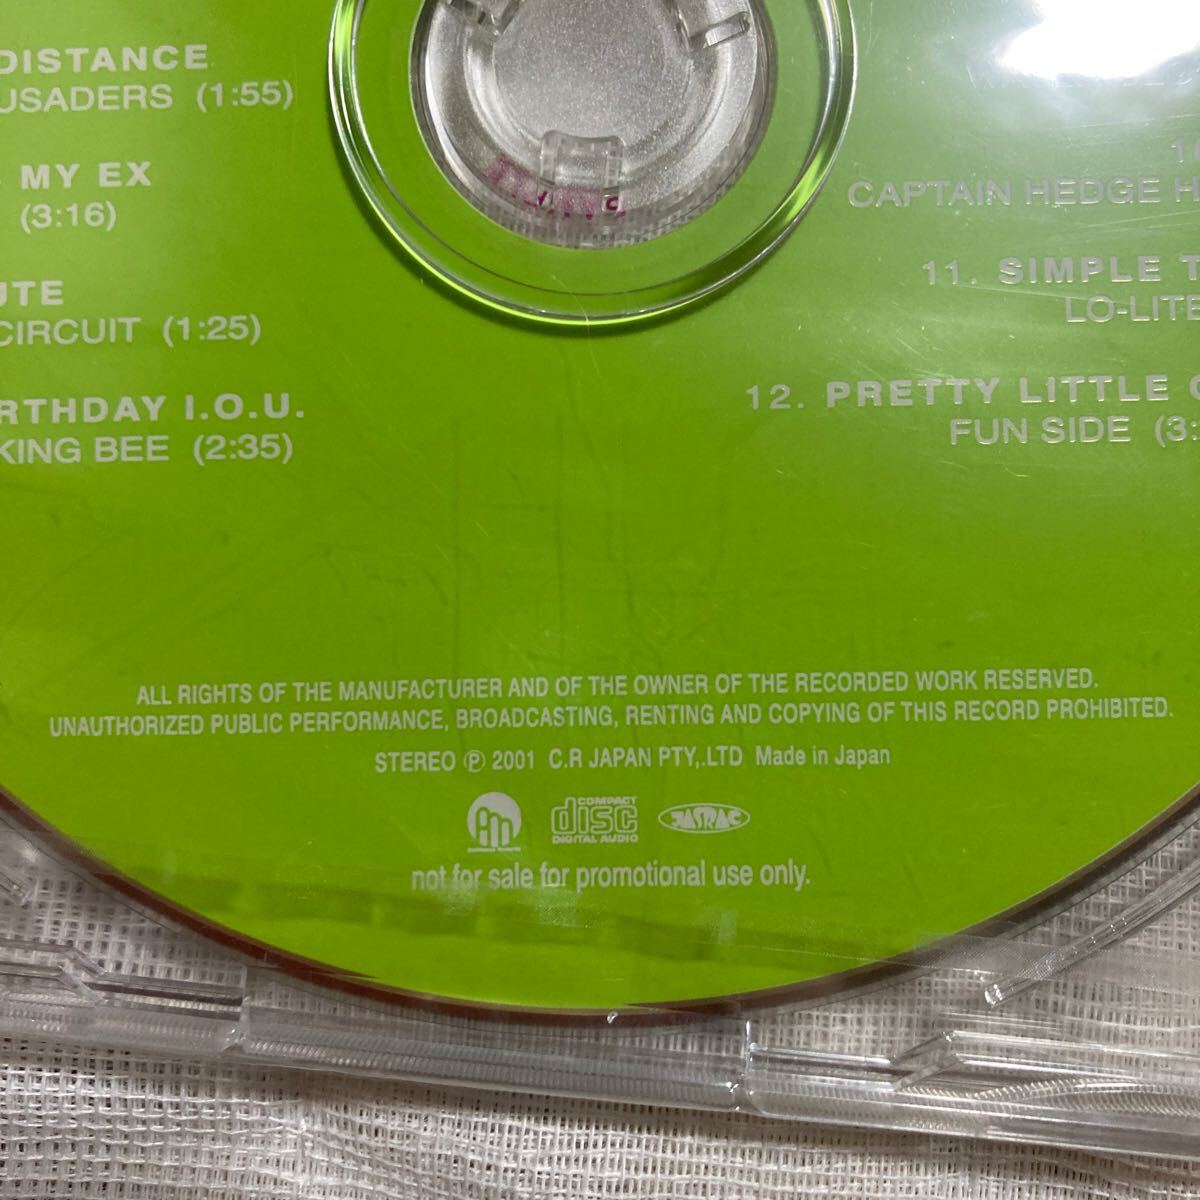 DISTANCE
USADERS (1:55)
MY EX
(3:16)
UTE
CIRCUIT (1:25)
RTHDAY I.O.U.
KING BEE (2:35)
CAPTAIN HEDGE H
11. SIMPLE T
LO-LITE
12. PRETTY LITTLE
FUN SIDE (3:
ALL RIGHTS OF THE MANUFACTURER AND OF THE OWNER OF THE RECORDED WORK RESERVED.
UNAUTHORIZED PUBLIC PERFORMANCE, BROADCASTING, RENTING AND COPYING OF THIS RECORD PROHIBITED.
STEREO ℗ 2001 C.R JAPAN PTY,.LTD Made in Japan
AM
COMPACT
disc
DIGITAL AUDIO
JASRAC
not for sale for promotional use only.